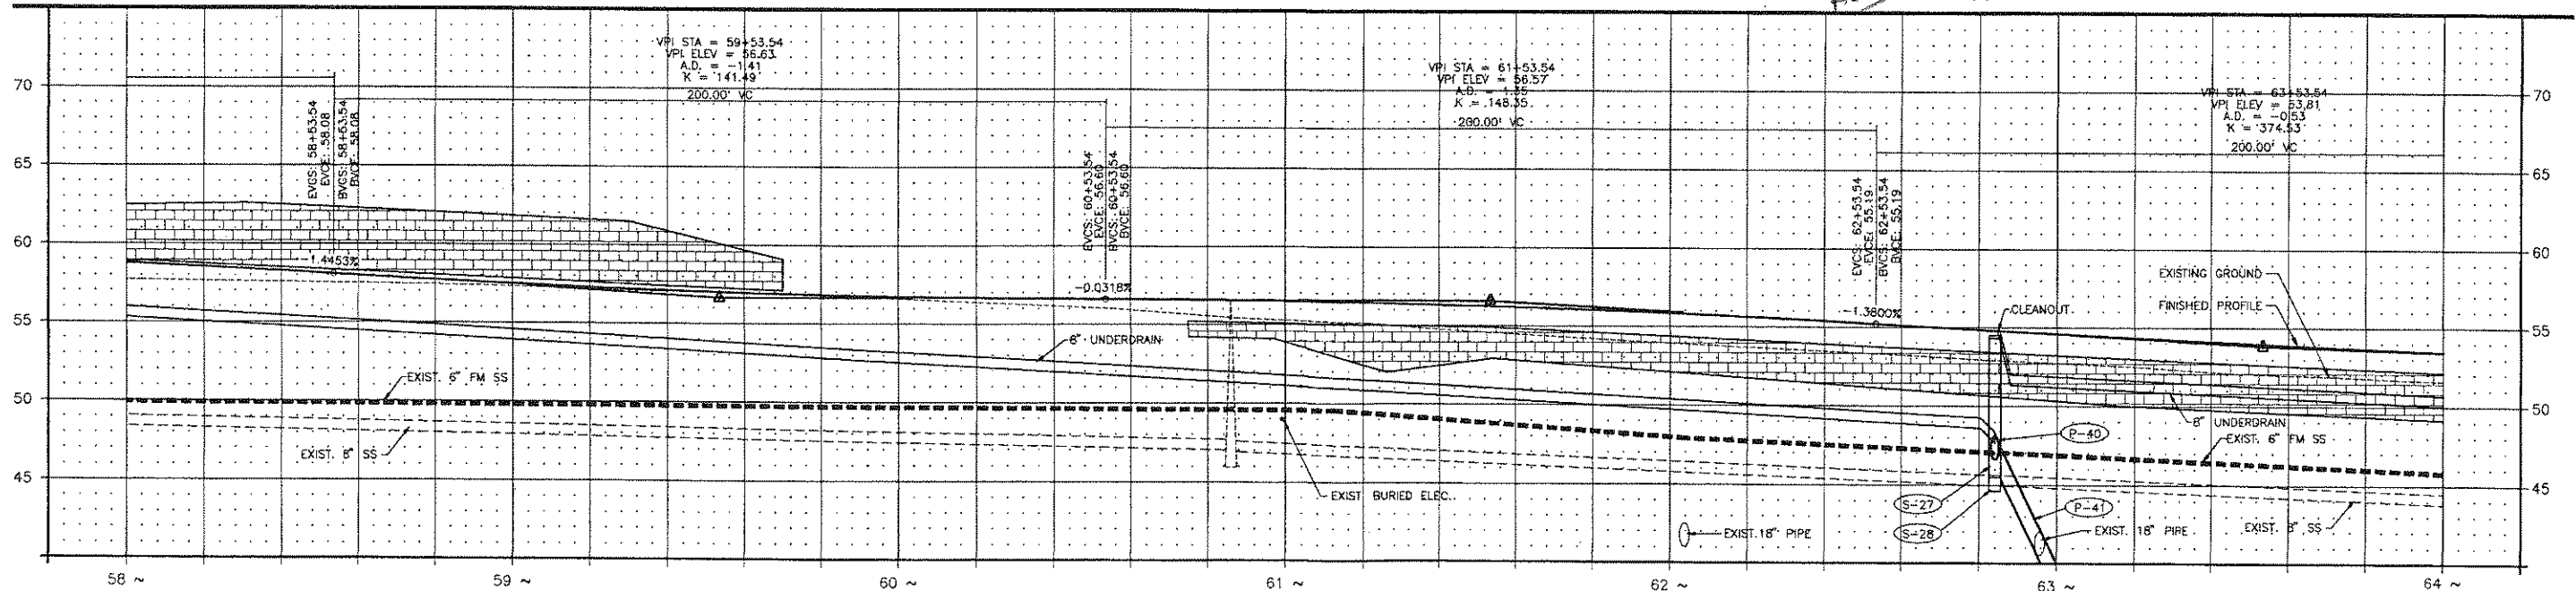 VPI STA = 59+53.54
VPI ELEV = 56.63
A.D. = -1.41
K = 141.49
200.00' VC
VPI STA = 61+53.54
VPI ELEV = 56.57
A.D. = -1.35
K = 148.35
200.00' VC
VPI STA = 63+53.54
VPI ELEV = 53.81
A.D. = -0.53
K = 374.53
200.00' VC
70
65
60
55
50
45
70
65
60
55
50
45
EVCS: 58+53.54
EVCE: 58.08
BVCS: 58+53.54
BVCE: 58.08
EVCS: 60+53.54
EVCE: 56.60
BVCS: 60+53.54
BVCE: 56.60
EVCS: 62+53.54
EVCE: 55.19
BVCS: 62+53.54
BVCE: 55.19
-1.4453%
-0.0318%
-1.3800%
EXISTING GROUND
FINISHED PROFILE
CLEANOUT
6" UNDERDRAIN
EXIST. 6" FM SS
EXIST. 8" SS
8" UNDERDRAIN
EXIST. 6" FM SS
P-40
EXIST BURIED ELEC.
S-27
P-41
S-28
EXIST. 18" PIPE
EXIST. 18" PIPE
EXIST. 8" SS
58 ~
59 ~
60 ~
61 ~
62 ~
63 ~
64 ~